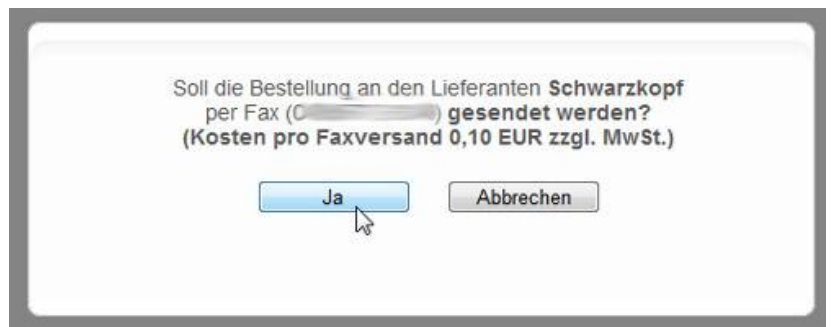 Soll die Bestellung an den Lieferanten Schwarzkopf
per Fax (0) gesendet werden?
(Kosten pro Faxversand 0,10 EUR zzgl. MwSt.)
Ja Abbrechen